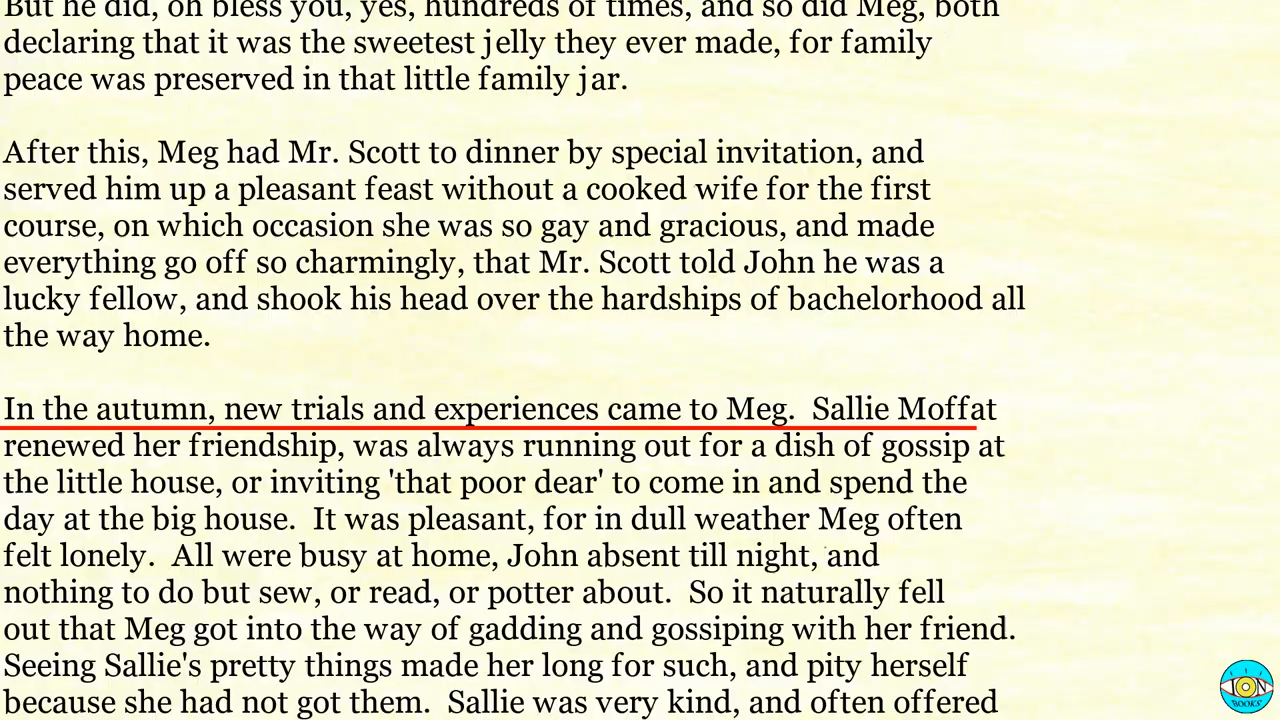 But he did, oh bless you, yes, hundreds of times, and so did Meg, both
declaring that it was the sweetest jelly they ever made, for family
peace was preserved in that little family jar.
After this, Meg had Mr. Scott to dinner by special invitation, and
served him up a pleasant feast without a cooked wife for the first
course, on which occasion she was so gay and gracious, and made
everything go off so charmingly, that Mr. Scott told John he was a
lucky fellow, and shook his head over the hardships of bachelorhood all
the way home.
In the autumn, new trials and experiences came to Meg.  Sallie Moffat
renewed her friendship, was always running out for a dish of gossip at
the little house, or inviting 'that poor dear' to come in and spend the
day at the big house.  It was pleasant, for in dull weather Meg often
felt lonely.  All were busy at home, John absent till night, and
nothing to do but sew, or read, or potter about.  So it naturally fell
out that Meg got into the way of gadding and gossiping with her friend.
Seeing Sallie's pretty things made her long for such, and pity herself
because she had not got them.  Sallie was very kind, and often offered
ION
BOOKS